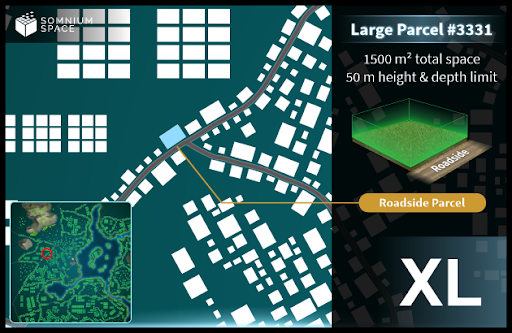 SOMNIUM
SPACE
Large Parcel #3331
1500 m² total space
50 m height & depth limit
Roadside
Roadside Parcel
XL